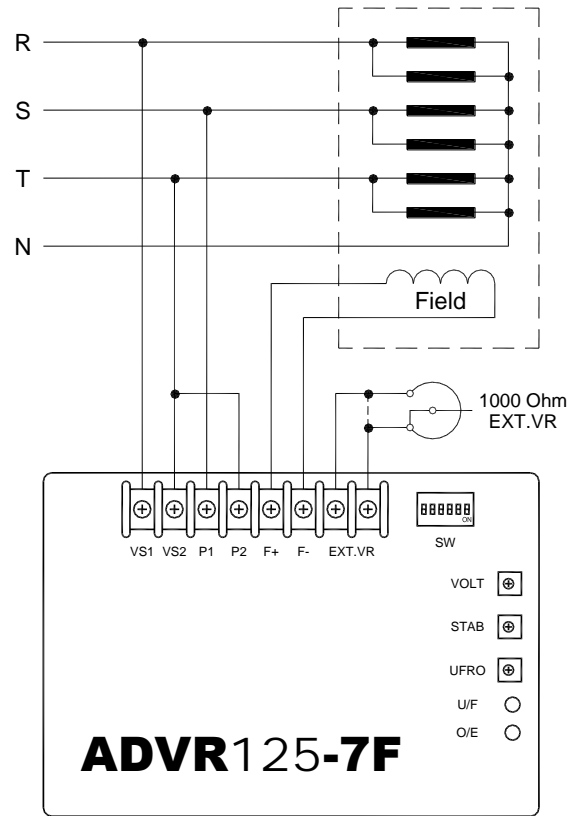 R
S
T
N
Field
1000 Ohm
EXT.VR
VS1 VS2 P1 P2 F+ F- EXT.VR
ON
SW
VOLT
STAB
UFRO
U/F
O/E
ADVR125-7F